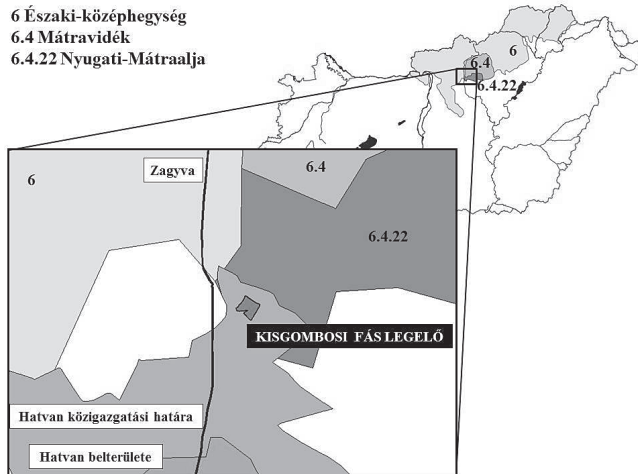 6 Északi-középhegység
6.4 Mátravidék
6.4.22 Nyugati-Mátraalja
6
6.4
6.4.22
Zagyva
6.4
6
6.4.22
KISGOMBOSI FÁS LEGELŐ
Hatvan közigazgatási határa
Hatvan belterülete